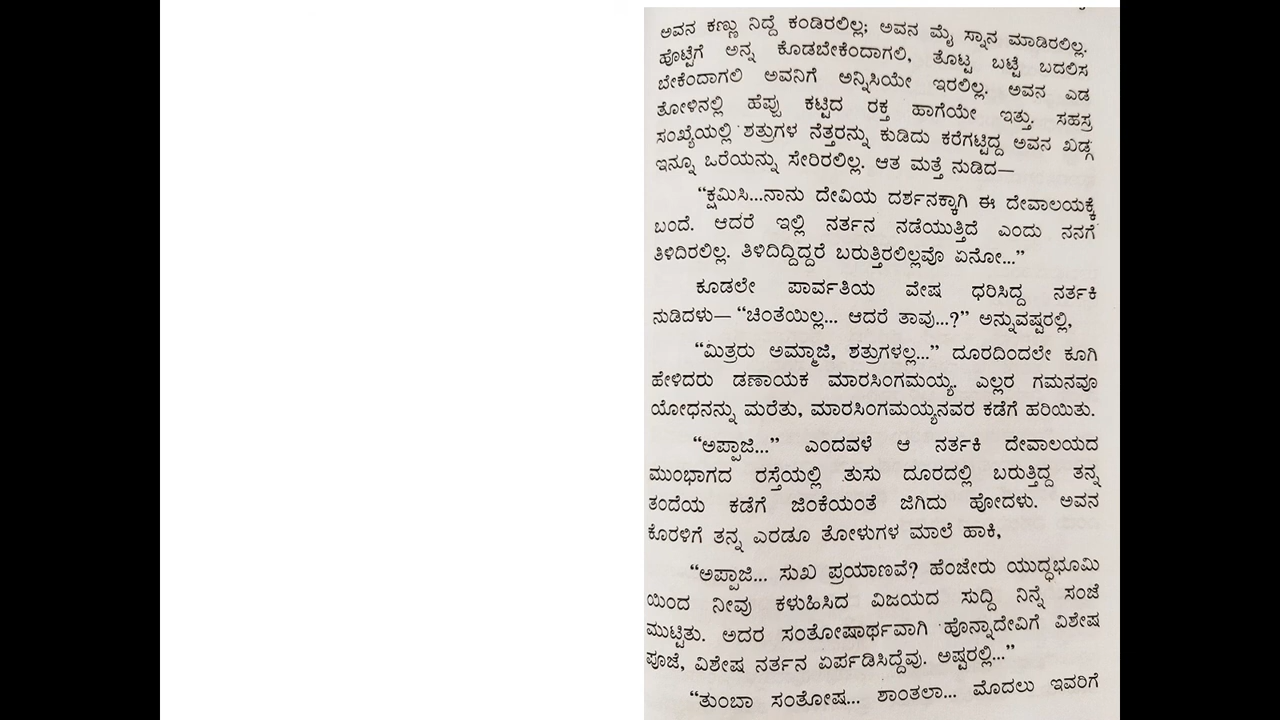 ಅವನ ಕಣ್ಣು ನಿದ್ದೆ ಕಂಡಿರಲಿಲ್ಲ; ಅವನ ಮೈ ಸ್ನಾನ ಮಾಡಿರಲಿಲ್ಲ.
ಹೊಟ್ಟೆಗೆ ಅನ್ನ ಕೊಡಬೇಕೆಂದಾಗಲಿ, ತೊಟ್ಟ ಬಟ್ಟೆ ಬದಲಿಸ
ಬೇಕೆಂದಾಗಲಿ ಅವನಿಗೆ ಅನ್ನಿಸಿಯೇ ಇರಲಿಲ್ಲ. ಅವನ ಎಡ
ತೋಳಿನಲ್ಲಿ ಹೆಪ್ಪು ಕಟ್ಟಿದ ರಕ್ತ ಹಾಗೆಯೇ ಇತ್ತು. ಸಹಸ್ರ
ಸಂಖ್ಯೆಯಲ್ಲಿ ಶತ್ರುಗಳ ನೆತ್ತರನ್ನು ಕುಡಿದು ಕರೆಗಟ್ಟಿದ್ದ ಅವನ ಖಡ್ಗ
ಇನ್ನೂ ಒರೆಯನ್ನು ಸೇರಿರಲಿಲ್ಲ. ಆತ ಮತ್ತೆ ನುಡಿದ—
“ಕ್ಷಮಿಸಿ...ನಾನು ದೇವಿಯ ದರ್ಶನಕ್ಕಾಗಿ ಈ ದೇವಾಲಯಕ್ಕೆ
ಬಂದೆ. ಆದರೆ ಇಲ್ಲಿ ನರ್ತನ ನಡೆಯುತ್ತಿದೆ ಎಂದು ನನಗೆ
ತಿಳಿದಿರಲಿಲ್ಲ. ತಿಳಿದಿದ್ದಿದ್ದರೆ ಬರುತ್ತಿರಲಿಲ್ಲವೊ ಏನೋ...”
ಕೂಡಲೇ ಪಾರ್ವತಿಯ ವೇಷ ಧರಿಸಿದ್ದ ನರ್ತಕಿ
ನುಡಿದಳು— “ಚಿಂತೆಯಿಲ್ಲ... ಆದರೆ ತಾವು...?” ಅನ್ನುವಷ್ಟರಲ್ಲಿ,
“ಮಿತ್ರರು ಅಮ್ಮಾಜಿ, ಶತ್ರುಗಳಲ್ಲ...” ದೂರದಿಂದಲೇ ಕೂಗಿ
ಹೇಳಿದರು ಡಣಾಯಕ ಮಾರಸಿಂಗಮಯ್ಯ. ಎಲ್ಲರ ಗಮನವೂ
ಯೋಧನನ್ನು ಮರೆತು, ಮಾರಸಿಂಗಮಯ್ಯನವರ ಕಡೆಗೆ ಹರಿಯಿತು.
“ಅಪ್ಪಾಜಿ...” ಎಂದವಳೆ ಆ ನರ್ತಕಿ ದೇವಾಲಯದ
ಮುಂಭಾಗದ ರಸ್ತೆಯಲ್ಲಿ ತುಸು ದೂರದಲ್ಲಿ ಬರುತ್ತಿದ್ದ ತನ್ನ
ತಂದೆಯ ಕಡೆಗೆ ಜಿಂಕೆಯಂತೆ ಜಿಗಿದು ಹೋದಳು. ಅವನ
ಕೊರಳಿಗೆ ತನ್ನ ಎರಡೂ ತೋಳುಗಳ ಮಾಲೆ ಹಾಕಿ,
“ಅಪ್ಪಾಜಿ... ಸುಖ ಪ್ರಯಾಣವೆ? ಹೆಂಜೇರು ಯುದ್ಧಭೂಮಿ
ಯಿಂದ ನೀವು ಕಳುಹಿಸಿದ ವಿಜಯದ ಸುದ್ದಿ ನಿನ್ನೆ ಸಂಜೆ
ಮುಟ್ಟಿತು. ಅದರ ಸಂತೋಷಾರ್ಥವಾಗಿ ಹೊನ್ನಾದೇವಿಗೆ ವಿಶೇಷ
ಪೂಜೆ, ವಿಶೇಷ ನರ್ತನ ಏರ್ಪಡಿಸಿದ್ದೆವು. ಅಷ್ಟರಲ್ಲಿ...”
“ತುಂಬಾ ಸಂತೋಷ... ಶಾಂತಲಾ... ಮೊದಲು ಇವರಿಗೆ